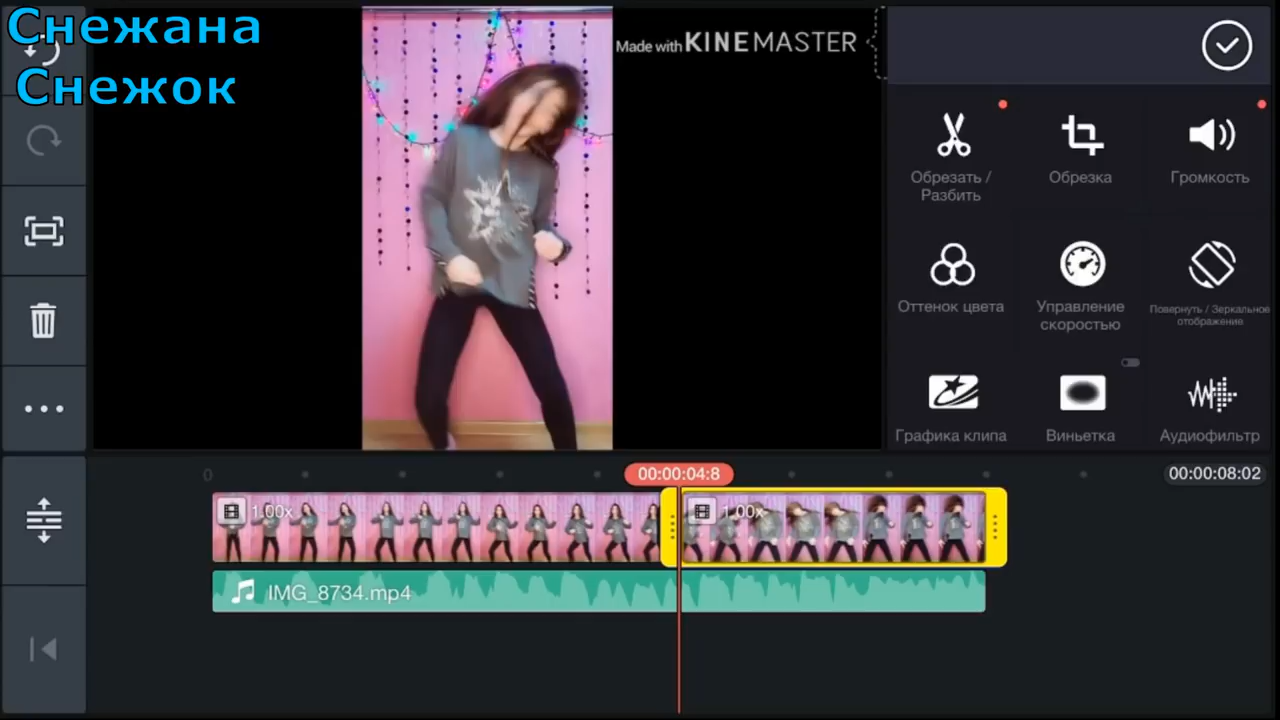 Снежана
Снежок
Made with KINEMASTER
Обрезать /
Разбить
Обрезка
Громкость
Оттенок цвета
Управление
скоростью
Повернуть / Зеркальное
отображение
Графика клипа
Виньетка
Аудиофильтр
0
00:00:04:8
00:00:08:02
1.00x
1.00x
IMG_8734.mp4